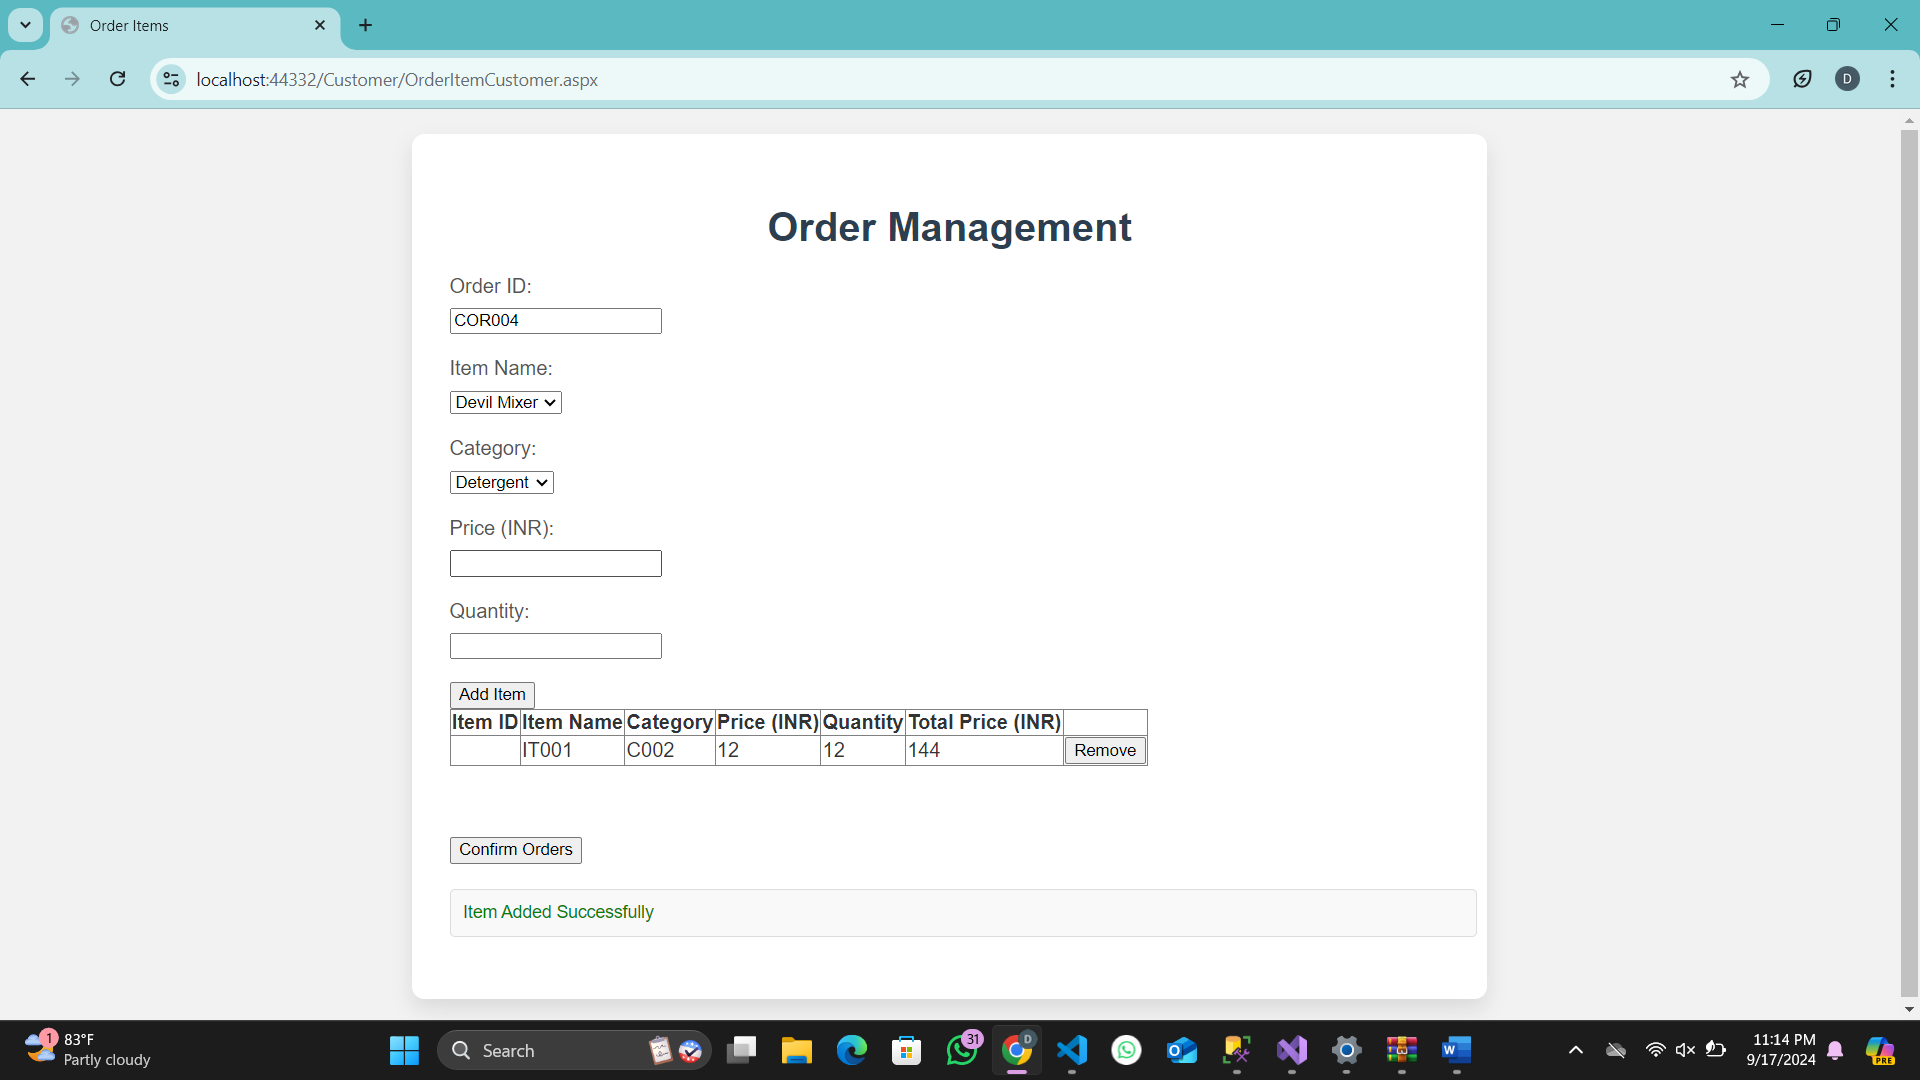 Order Items
localhost:44332/Customer/OrderItemCustomer.aspx
D
Order Management
Order ID:
COR004
Item Name:
Devil Mixer
Category:
Detergent
Price (INR):
Quantity:
Add Item
Item ID Item Name Category Price (INR) Quantity Total Price (INR)
IT001 C002 12 12 144 Remove
Confirm Orders
Item Added Successfully
1
83°F
Partly cloudy
Search
31
D
W
11:14 PM
9/17/2024
PRE